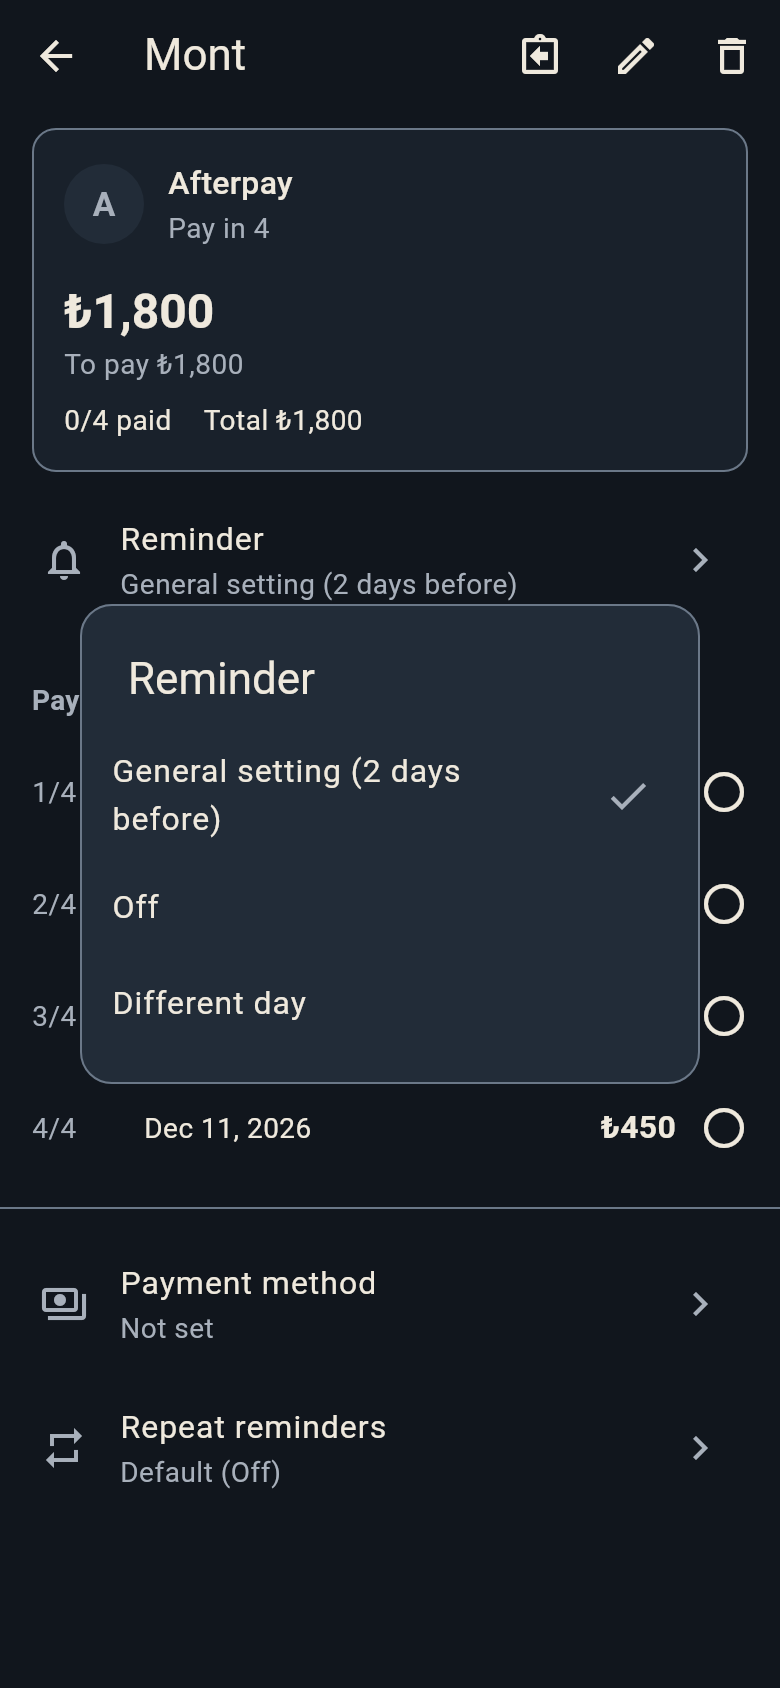 Mont
A
Afterpay
Pay in 4
₺1,800
To pay ₺1,800
0/4 paid Total ₺1,800
Reminder
General setting (2 days before)
Pay
Reminder
General setting (2 days
before)
1/4
Off
2/4
Different day
3/4
4/4 Dec 11, 2026 ₺450
Payment method
Not set
Repeat reminders
Default (Off)